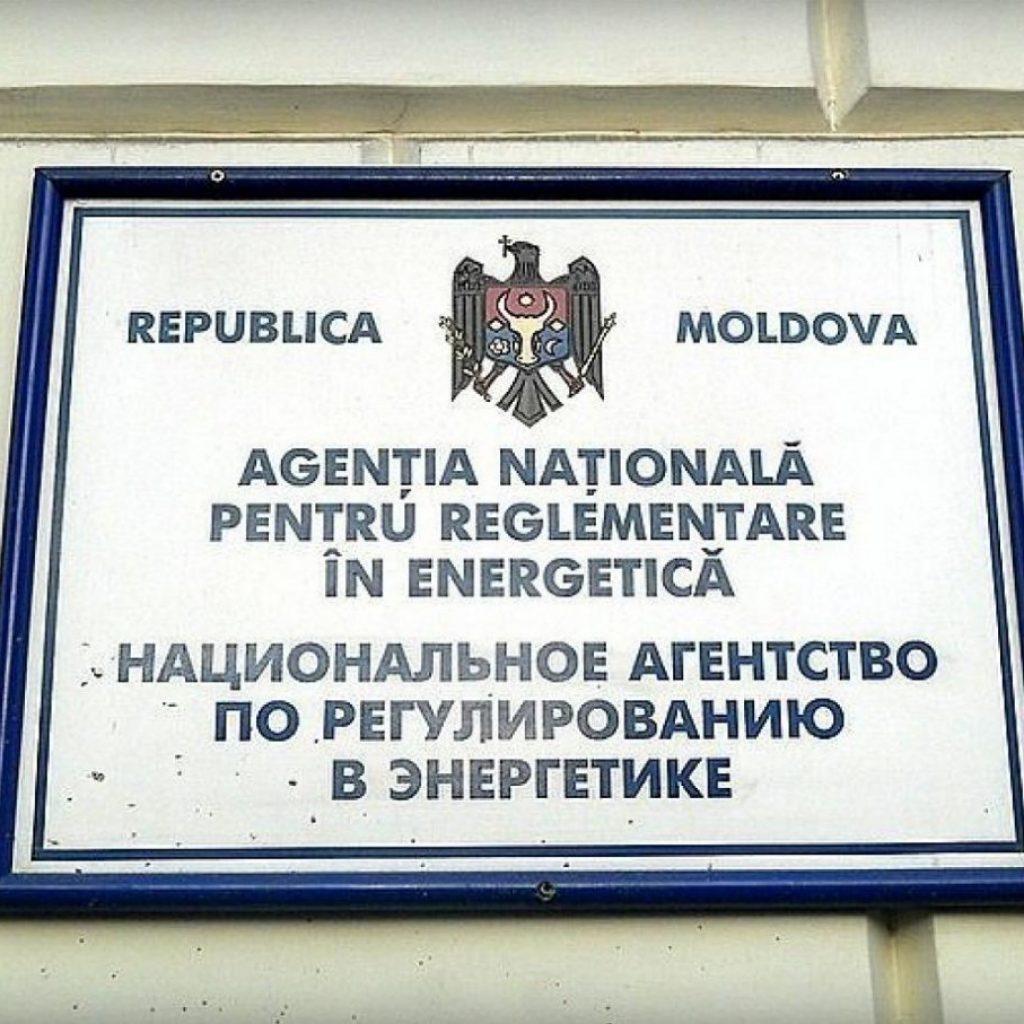 REPUBLICA MOLDOVA
AGENȚIA NAȚIONALĂ
PENTRU REGLEMENTARE
ÎN ENERGETICĂ
НАЦИОНАЛЬНОЕ АГЕНТСТВО
ПО РЕГУЛИРОВАНИЮ
В ЭНЕРГЕТИКЕ